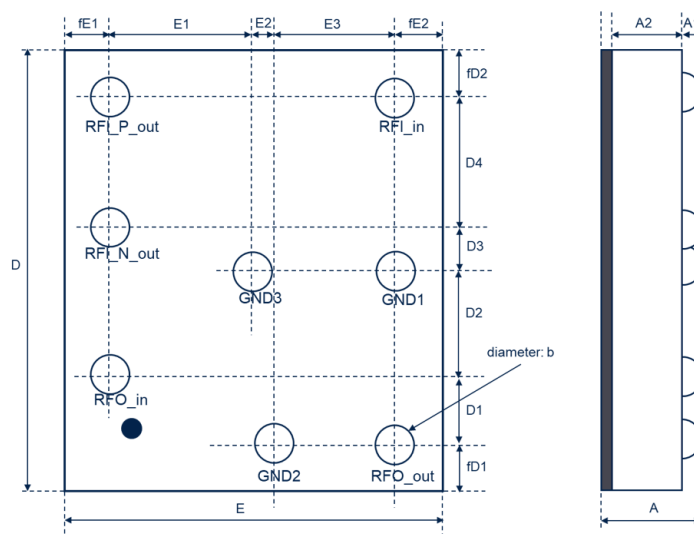 fE1 E1 E2 E3 fE2 A2
fD2
RFI_P_out RFI_in
D4
RFI_N_out D3
D
GND3 GND1
D2
diameter: b
RFO_in D1
GND2 RFO_out fD1
E A